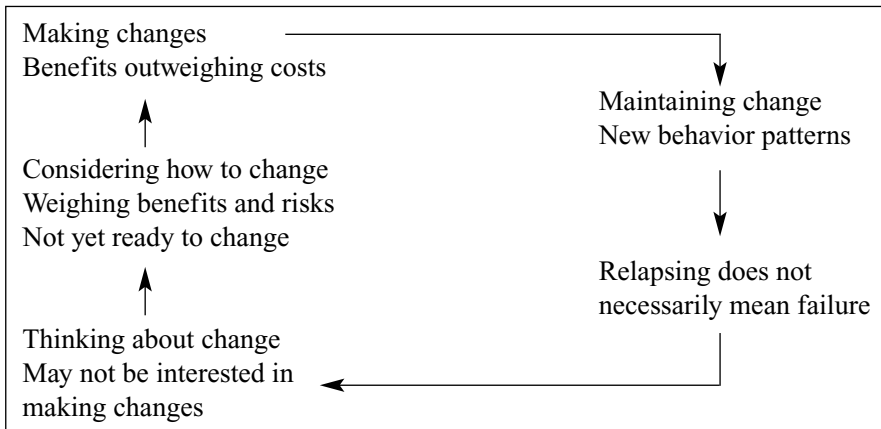 Making changes
Benefits outweighing costs
Maintaining change
New behavior patterns
Considering how to change
Weighing benefits and risks
Not yet ready to change
Relapsing does not
necessarily mean failure
Thinking about change
May not be interested in
making changes